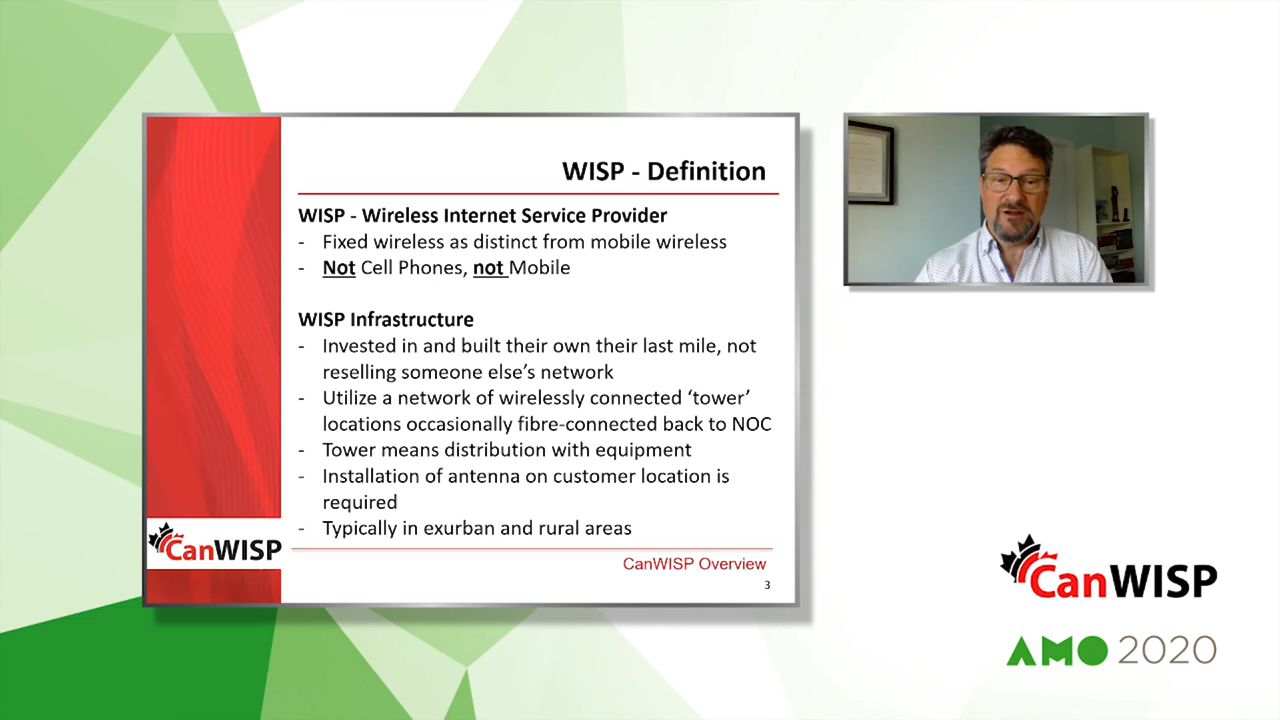 WISP - Definition
WISP - Wireless Internet Service Provider
- Fixed wireless as distinct from mobile wireless
- Not Cell Phones, not Mobile
WISP Infrastructure
- Invested in and built their own their last mile, not
reselling someone else's network
- Utilize a network of wirelessly connected ‘tower’
locations occasionally fibre-connected back to NOC
- Tower means distribution with equipment
- Installation of antenna on customer location is
required
- Typically in exurban and rural areas
CanWISP
CanWISP Overview
3
CanWISP
AMO 2020